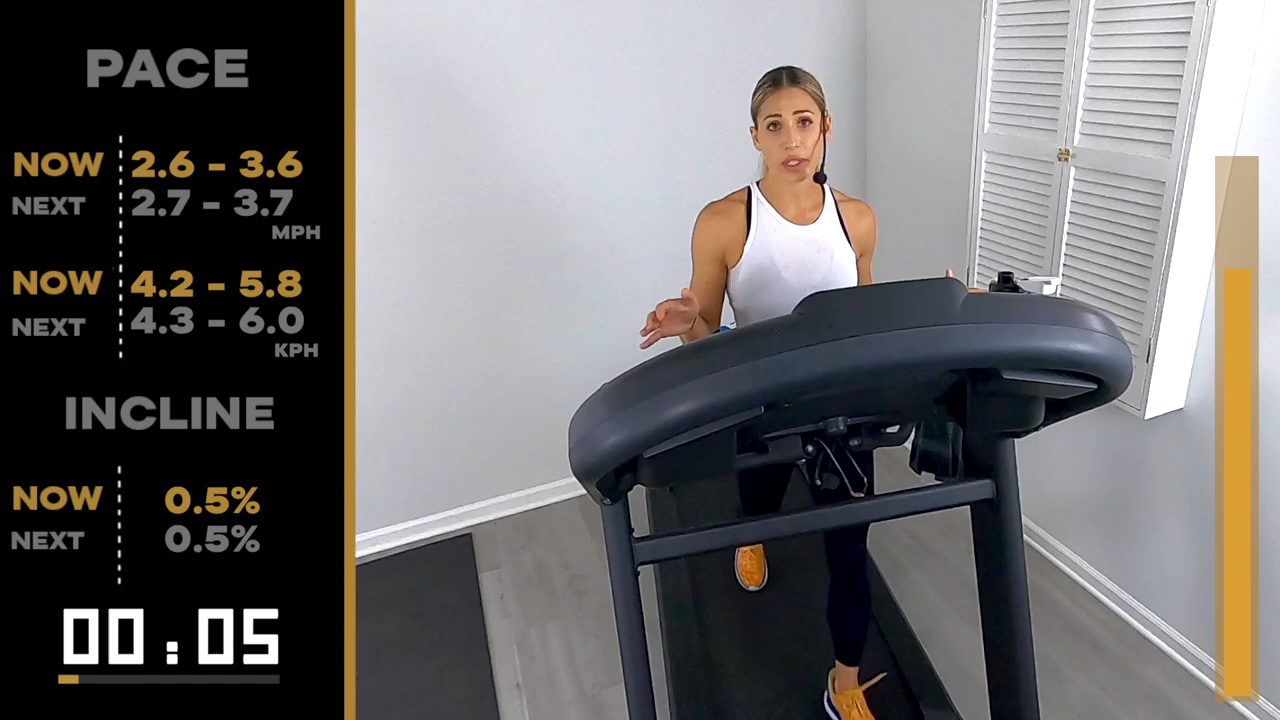 PACE
NOW 2.6 - 3.6
NEXT 2.7 - 3.7
MPH
NOW 4.2 - 5.8
NEXT 4.3 - 6.0
KPH
INCLINE
NOW 0.5%
NEXT 0.5%
00:05